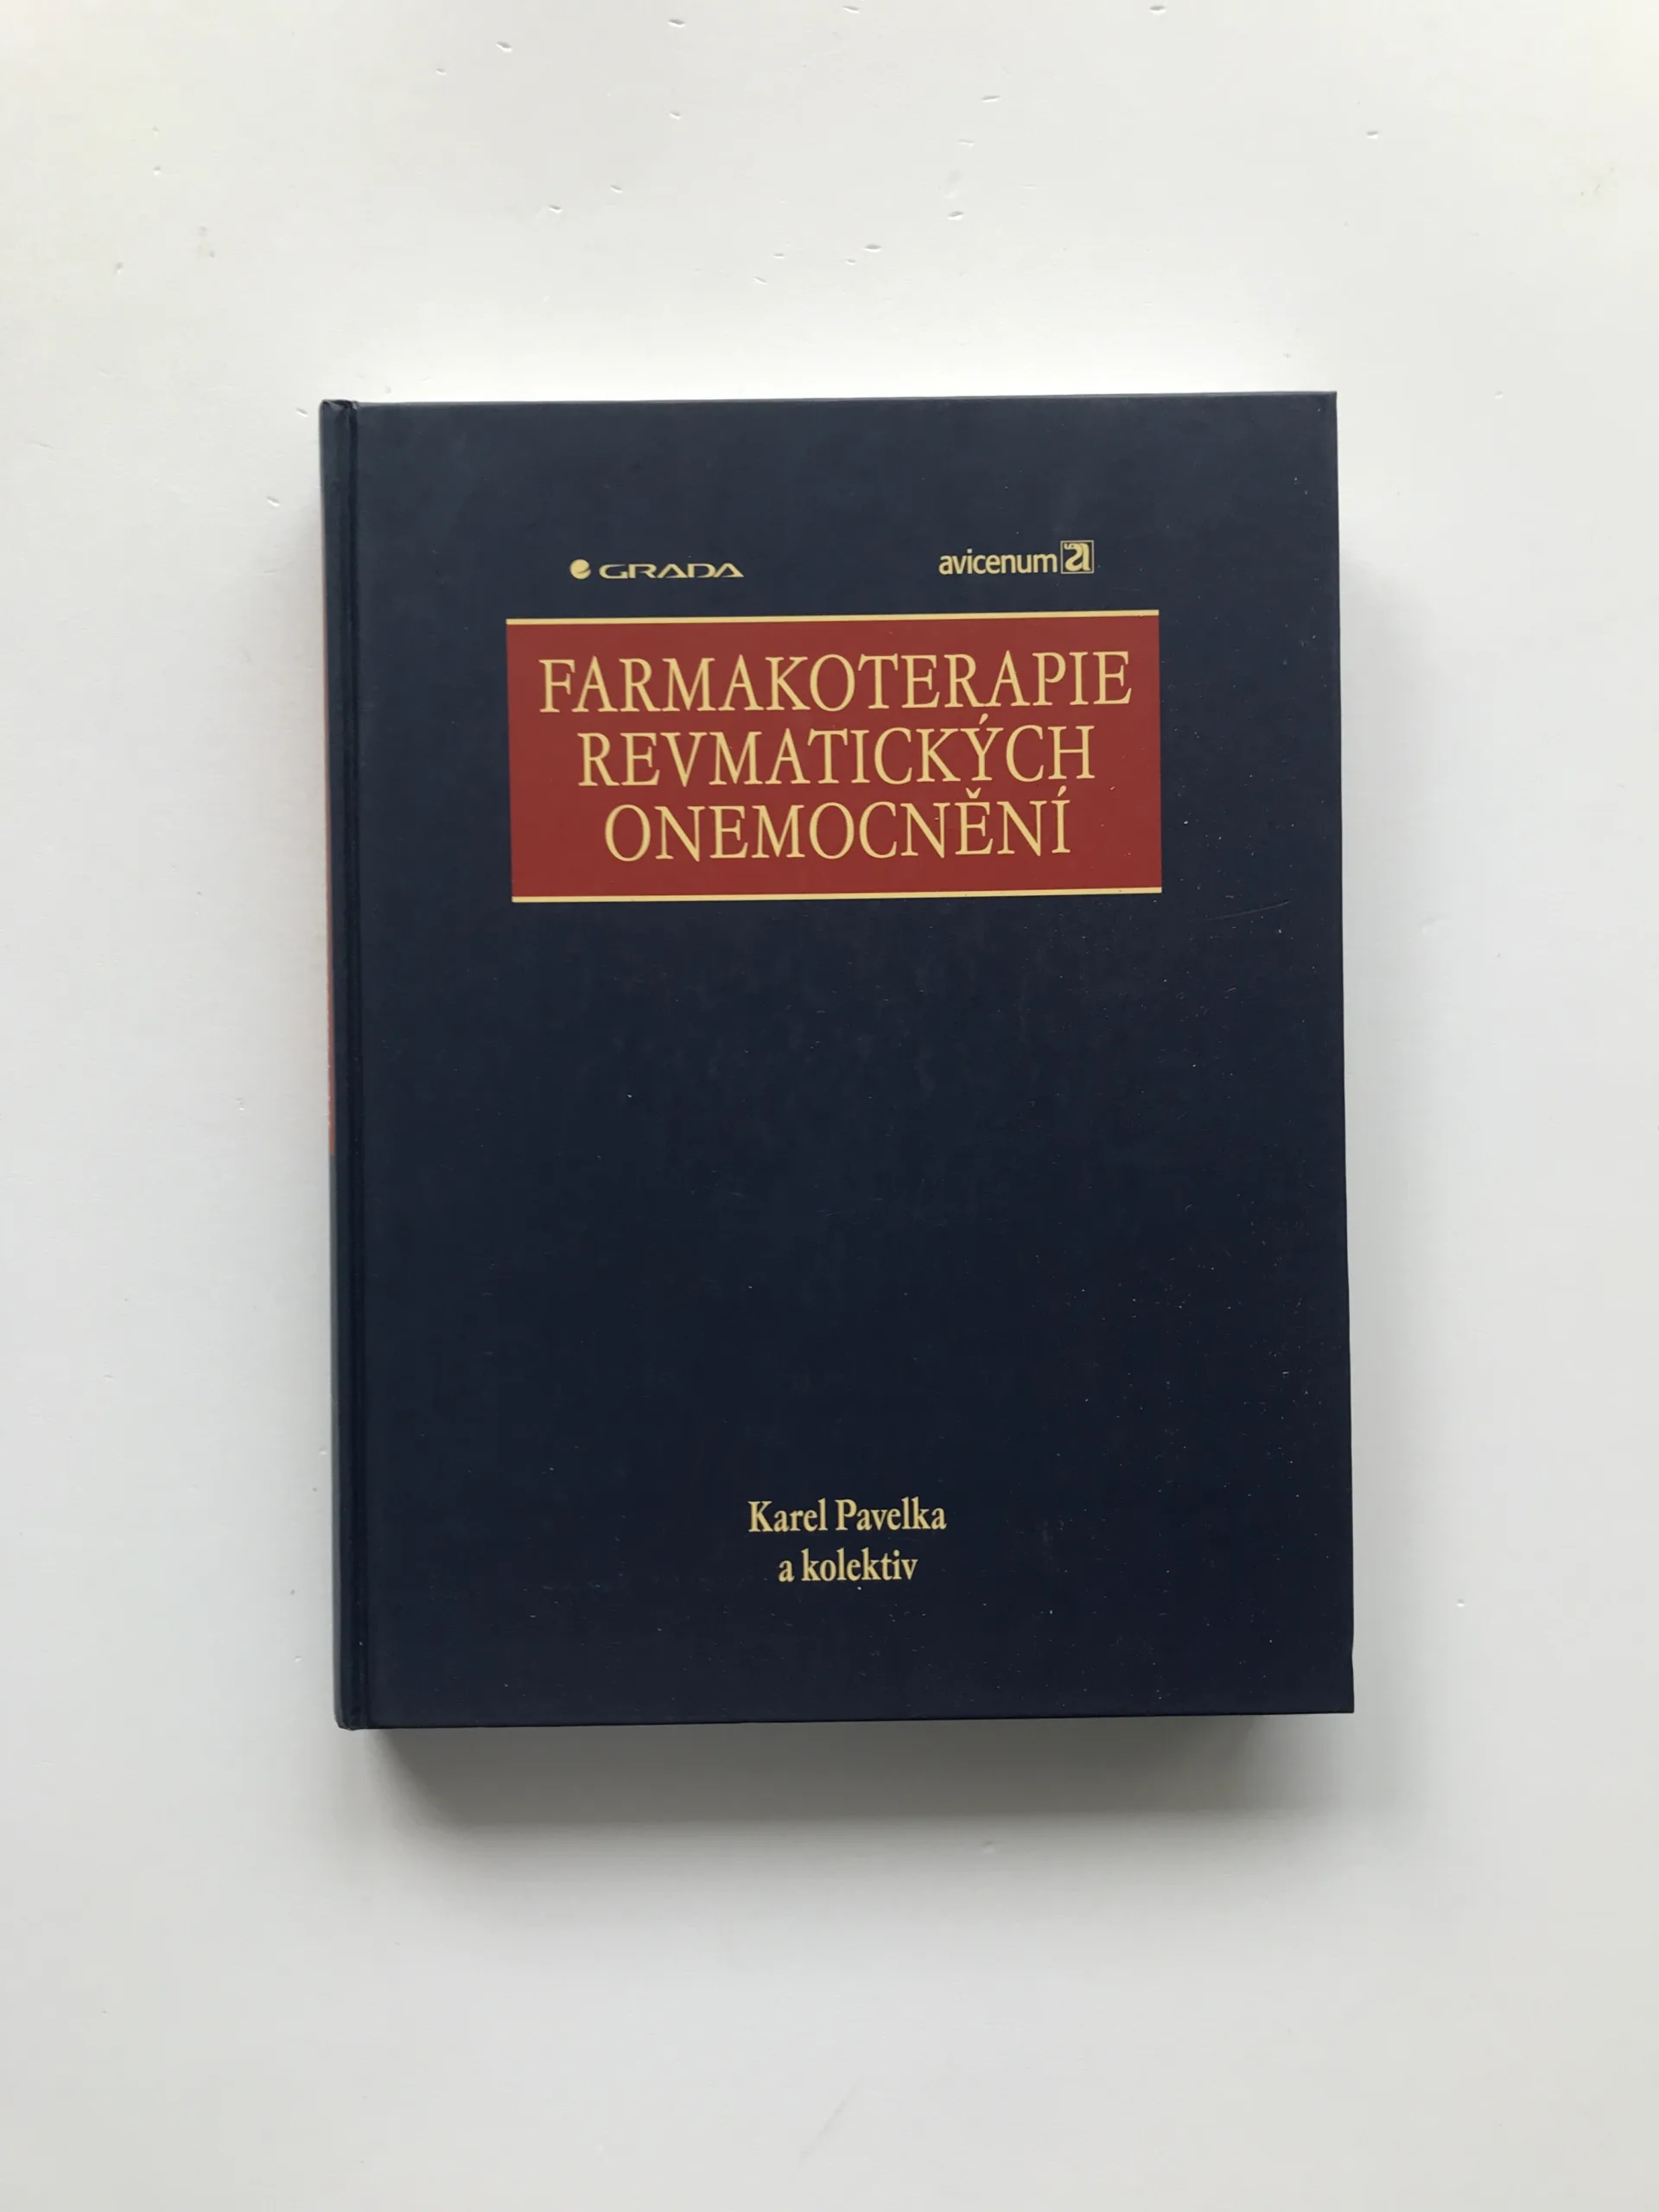 GRADA
avicenum
FARMAKOTERAPIE
REVMATICKÝCH
ONEMOCNĚNÍ
Karel Pavelka
a kolektiv